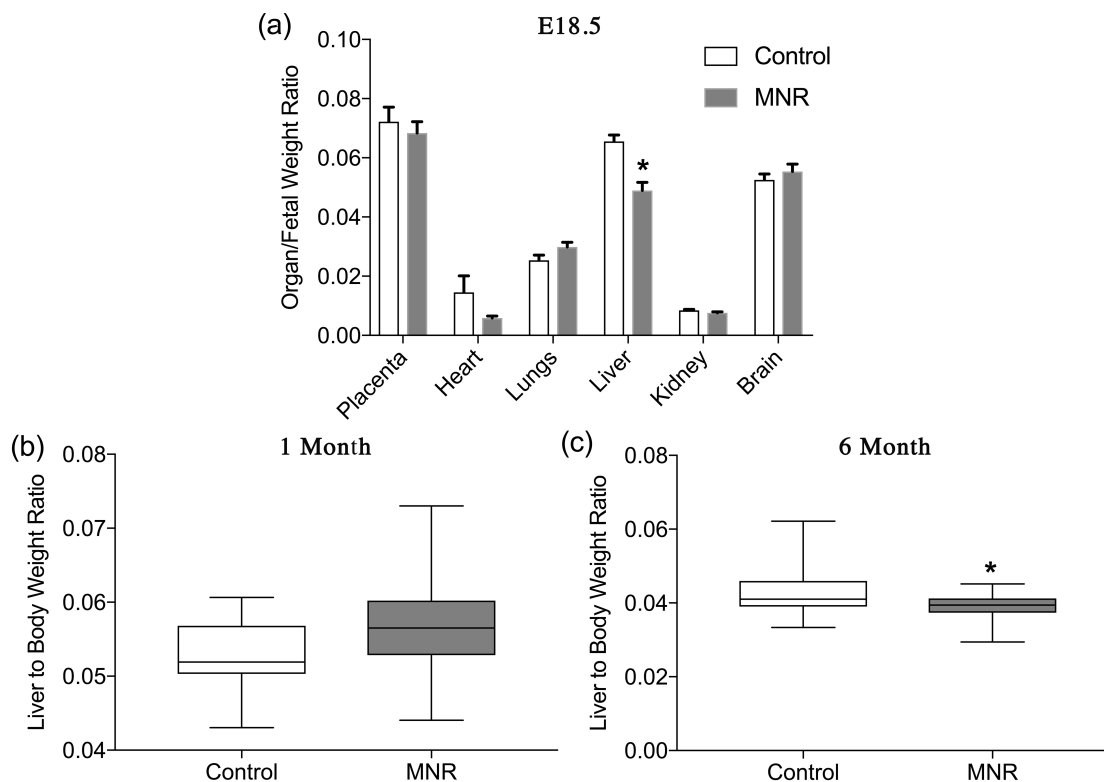 (a)
E18.5
Organ/Fetal Weight Ratio
0.10
0.08
0.06
0.04
0.02
0.00
Control
MNR
*
Placenta
Heart
Lungs
Liver
Kidney
Brain
(b)
1 Month
Liver to Body Weight Ratio
0.08
0.07
0.06
0.05
0.04
Control
MNR
(c)
6 Month
Liver to Body Weight Ratio
0.08
0.06
0.04
0.02
0.00
*
Control
MNR